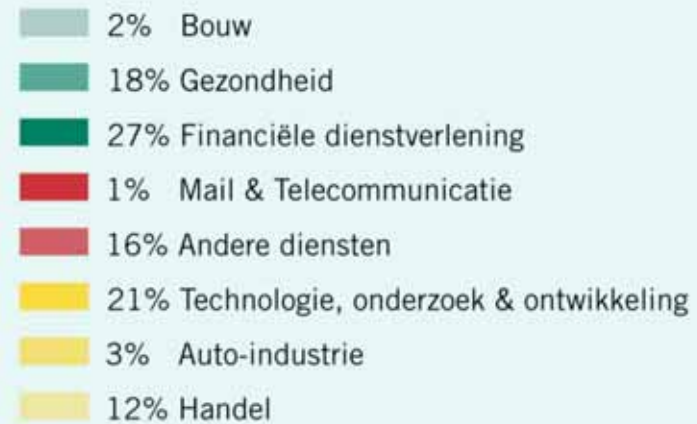 2% Bouw
18% Gezondheid
27% Financiële dienstverlening
1% Mail & Telecommunicatie
16% Andere diensten
21% Technologie, onderzoek & ontwikkeling
3% Auto-industrie
12% Handel